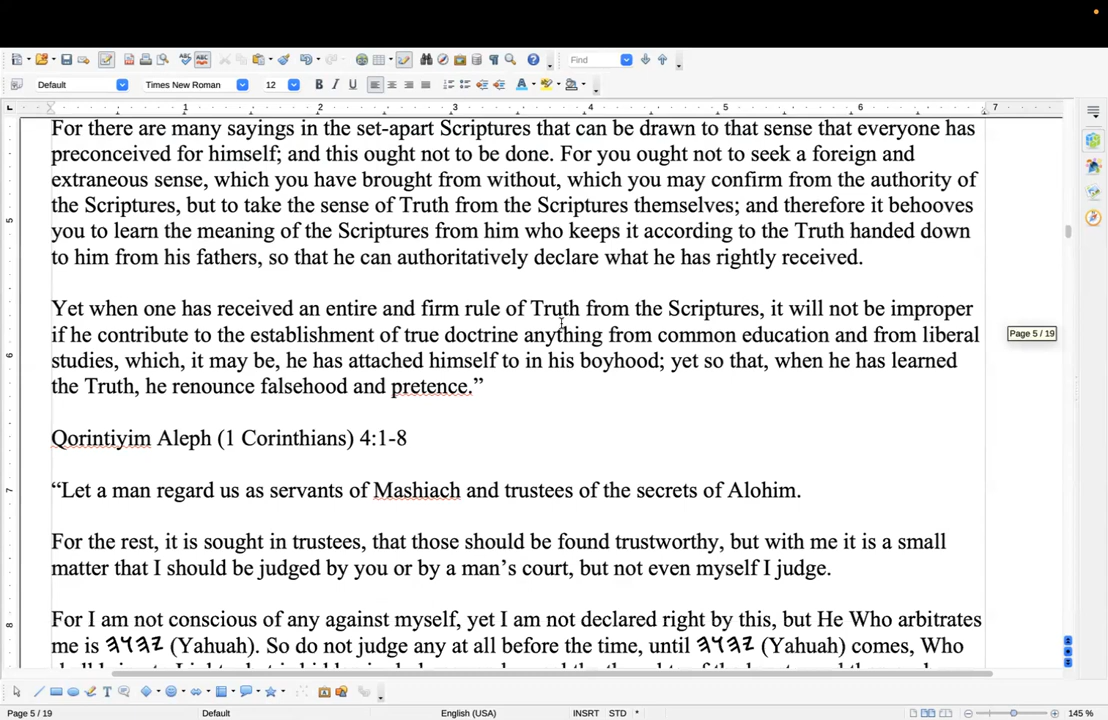 Find
Default
Times New Roman
12
1
2
3
4
5
6
7
For there are many sayings in the set-apart Scriptures that can be drawn to that sense that everyone has
preconceived for himself; and this ought not to be done. For you ought not to seek a foreign and
extraneous sense, which you have brought from without, which you may confirm from the authority of
the Scriptures, but to take the sense of Truth from the Scriptures themselves; and therefore it behooves
you to learn the meaning of the Scriptures from him who keeps it according to the Truth handed down
to him from his fathers, so that he can authoritatively declare what he has rightly received.
Yet when one has received an entire and firm rule of Truth from the Scriptures, it will not be improper
if he contribute to the establishment of true doctrine anything from common education and from liberal
studies, which, it may be, he has attached himself to in his boyhood; yet so that, when he has learned
the Truth, he renounce falsehood and pretence.”
Page 5 / 19
Qorintiyim Aleph (1 Corinthians) 4:1-8
“Let a man regard us as servants of Mashiach and trustees of the secrets of Alohim.
For the rest, it is sought in trustees, that those should be found trustworthy, but with me it is a small
matter that I should be judged by you or by a man’s court, but not even myself I judge.
For I am not conscious of any against myself, yet I am not declared right by this, but He Who arbitrates
me is 𐤉𐤄𐤅𐤄 (Yahuah). So do not judge any at all before the time, until 𐤉𐤄𐤅𐤄 (Yahuah) comes, Who
5
6
7
8
Page 5 / 19
Default
English (USA)
INSRT
STD
*
145 %